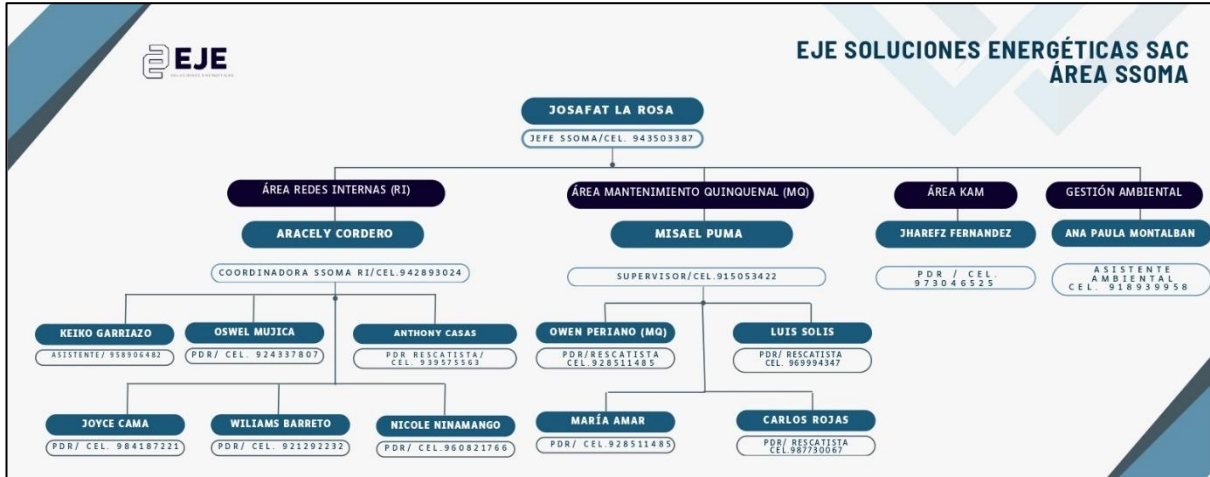 EJE
SOLUCIONES ENERGÉTICAS
EJE SOLUCIONES ENERGÉTICAS SAC
ÁREA SSOMA
JOSAFAT LA ROSA
JEFE SSOMA/CEL. 943503387
ÁREA REDES INTERNAS (RI)
ÁREA MANTENIMIENTO QUINQUENAL (MQ)
ÁREA KAM
GESTIÓN AMBIENTAL
ARACELY CORDERO
MISAEL PUMA
JHAREFZ FERNANDEZ
ANA PAULA MONTALBAN
COORDINADORA SSOMA RI/CEL.942893024
SUPERVISOR/CEL.915053422
PDR / CEL.
973046525
ASISTENTE
AMBIENTAL
CEL. 918939958
KEIKO GARRIAZO
ASISTENTE/ 958906482
OSWEL MUJICA
PDR/ CEL. 924337807
ANTHONY CASAS
PDR RESCATISTA/
CEL. 939575563
OWEN PERIANO (MQ)
PDR/RESCATISTA
CEL.928511485
LUIS SOLIS
PDR/ RESCATISTA
CEL. 969994347
JOYCE CAMA
PDR/ CEL. 984187221
WILIAMS BARRETO
PDR/ CEL. 921292232
NICOLE NINAMANGO
PDR/ CEL.960821766
MARÍA AMAR
PDR/ CEL.928511485
CARLOS ROJAS
PDR/ RESCATISTA
CEL.987730067